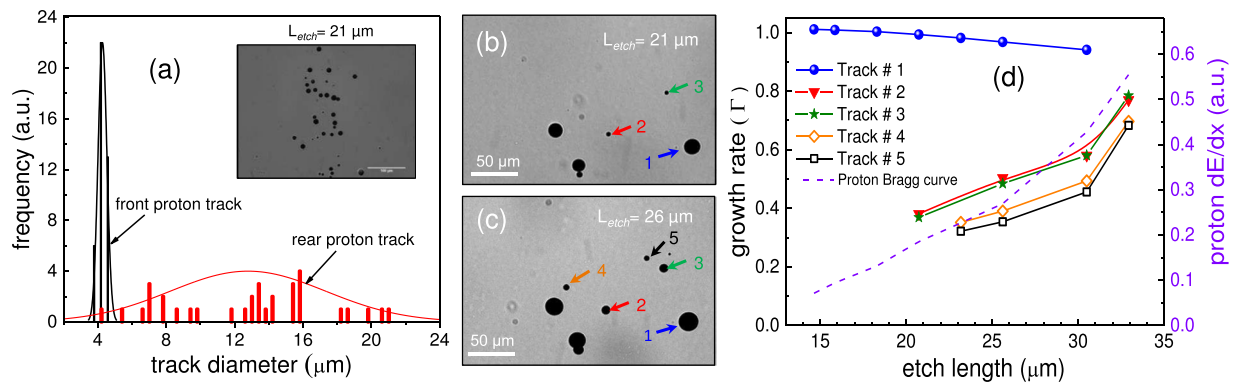 L_etch= 21 μm
(a)
24
20
16
12
8
4
0
frequency (a.u.)
front proton track
rear proton track
4 8 12 16 20 24
track diameter (μm)
(b)
L_etch= 21 μm
3
2
1
50 μm
(c)
L_etch= 26 μm
5
4
3
2
1
50 μm
(d)
1.0
0.8
0.6
0.4
0.2
0.0
growth rate (Γ)
Track # 1
Track # 2
Track # 3
Track # 4
Track # 5
Proton Bragg curve
0.6
0.5
0.4
0.3
0.2
0.1
0.0
proton dE/dx (a.u.)
15 20 25 30 35
etch length (μm)